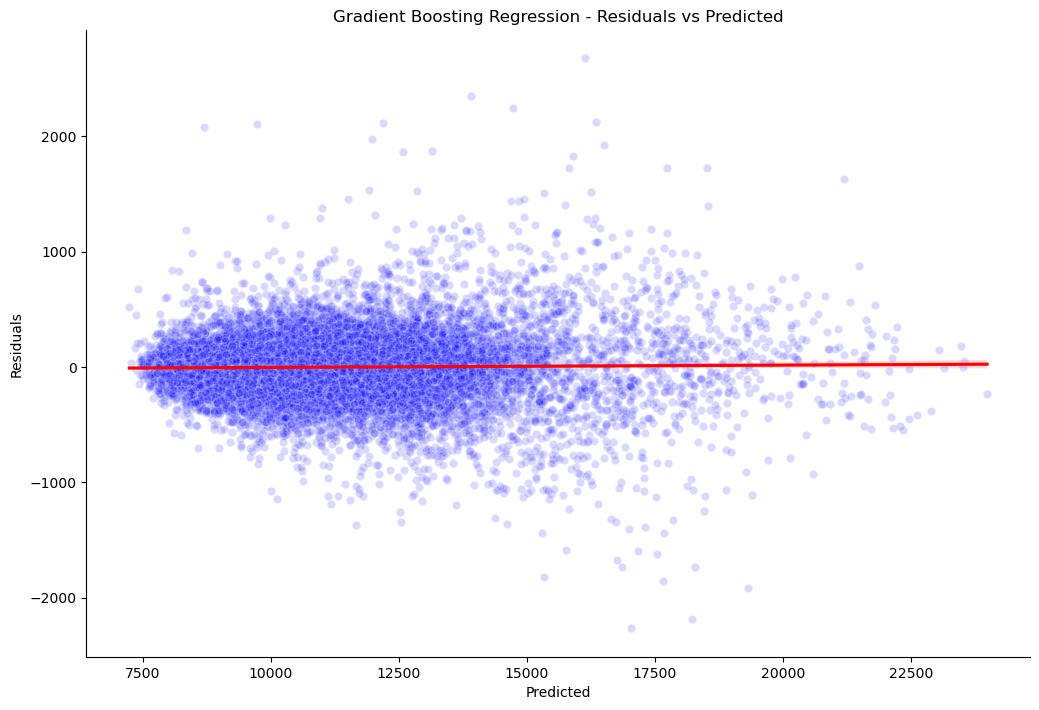 Gradient Boosting Regression - Residuals vs Predicted
Residuals
2000
1000
0
−1000
−2000
7500 10000 12500 15000 17500 20000 22500
Predicted